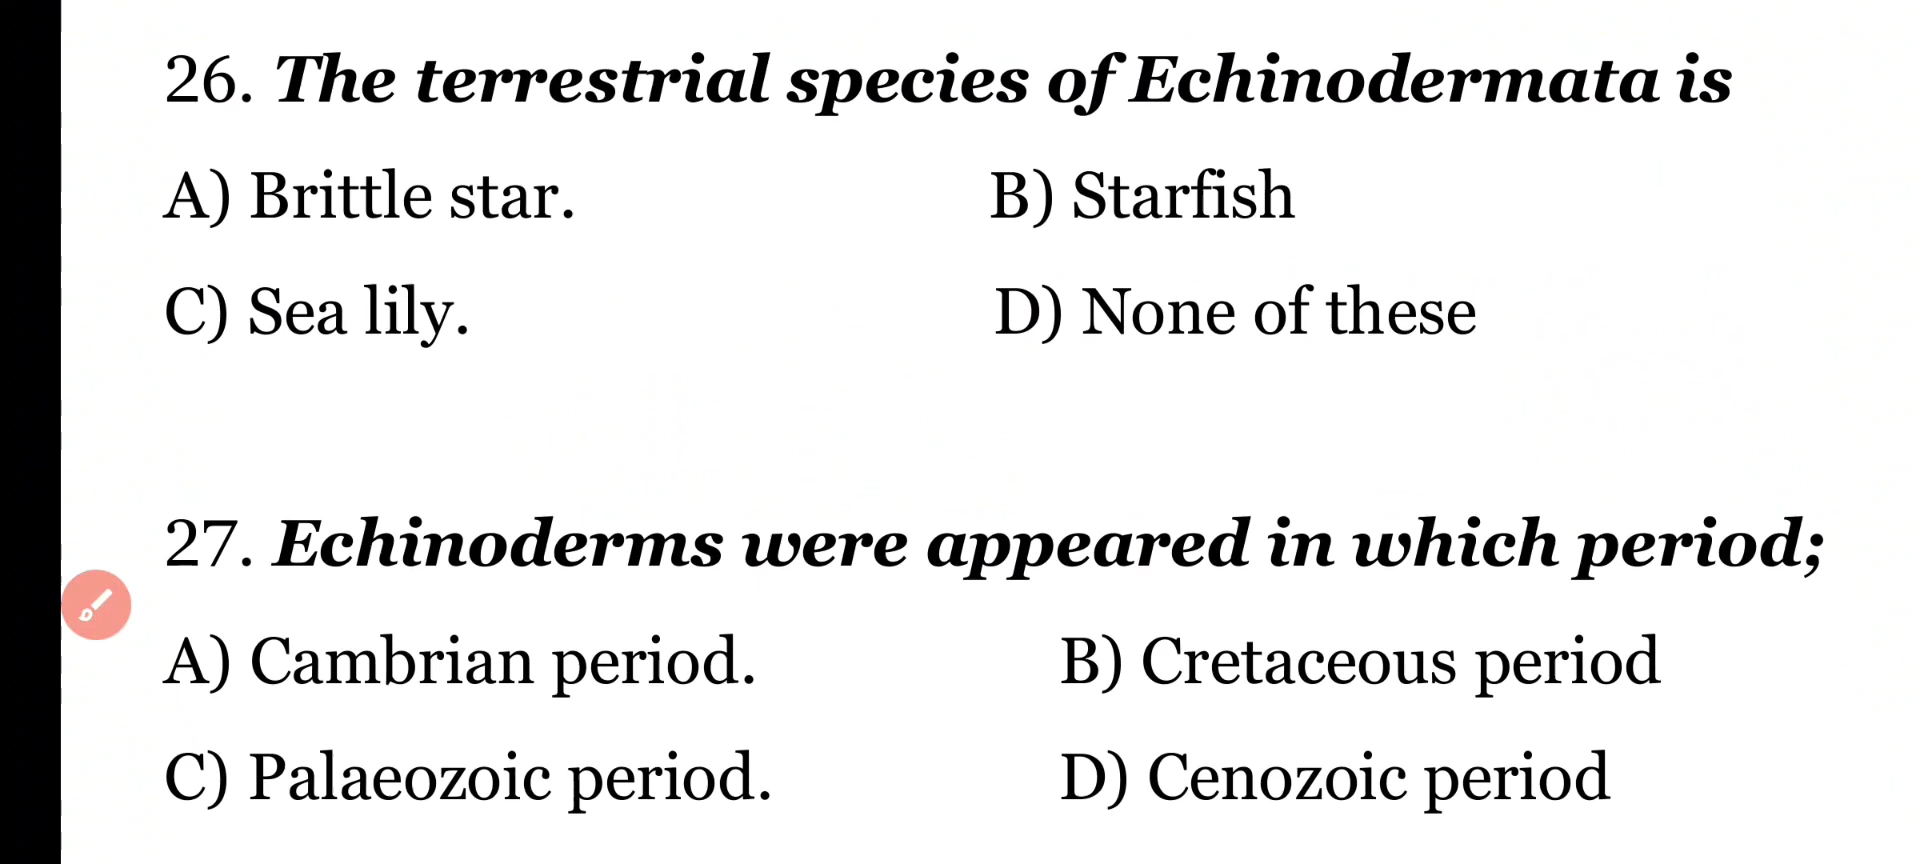 26. The terrestrial species of Echinodermata is
A) Brittle star. B) Starfish
C) Sea lily. D) None of these
27. Echinoderms were appeared in which period;
A) Cambrian period. B) Cretaceous period
C) Palaeozoic period. D) Cenozoic period